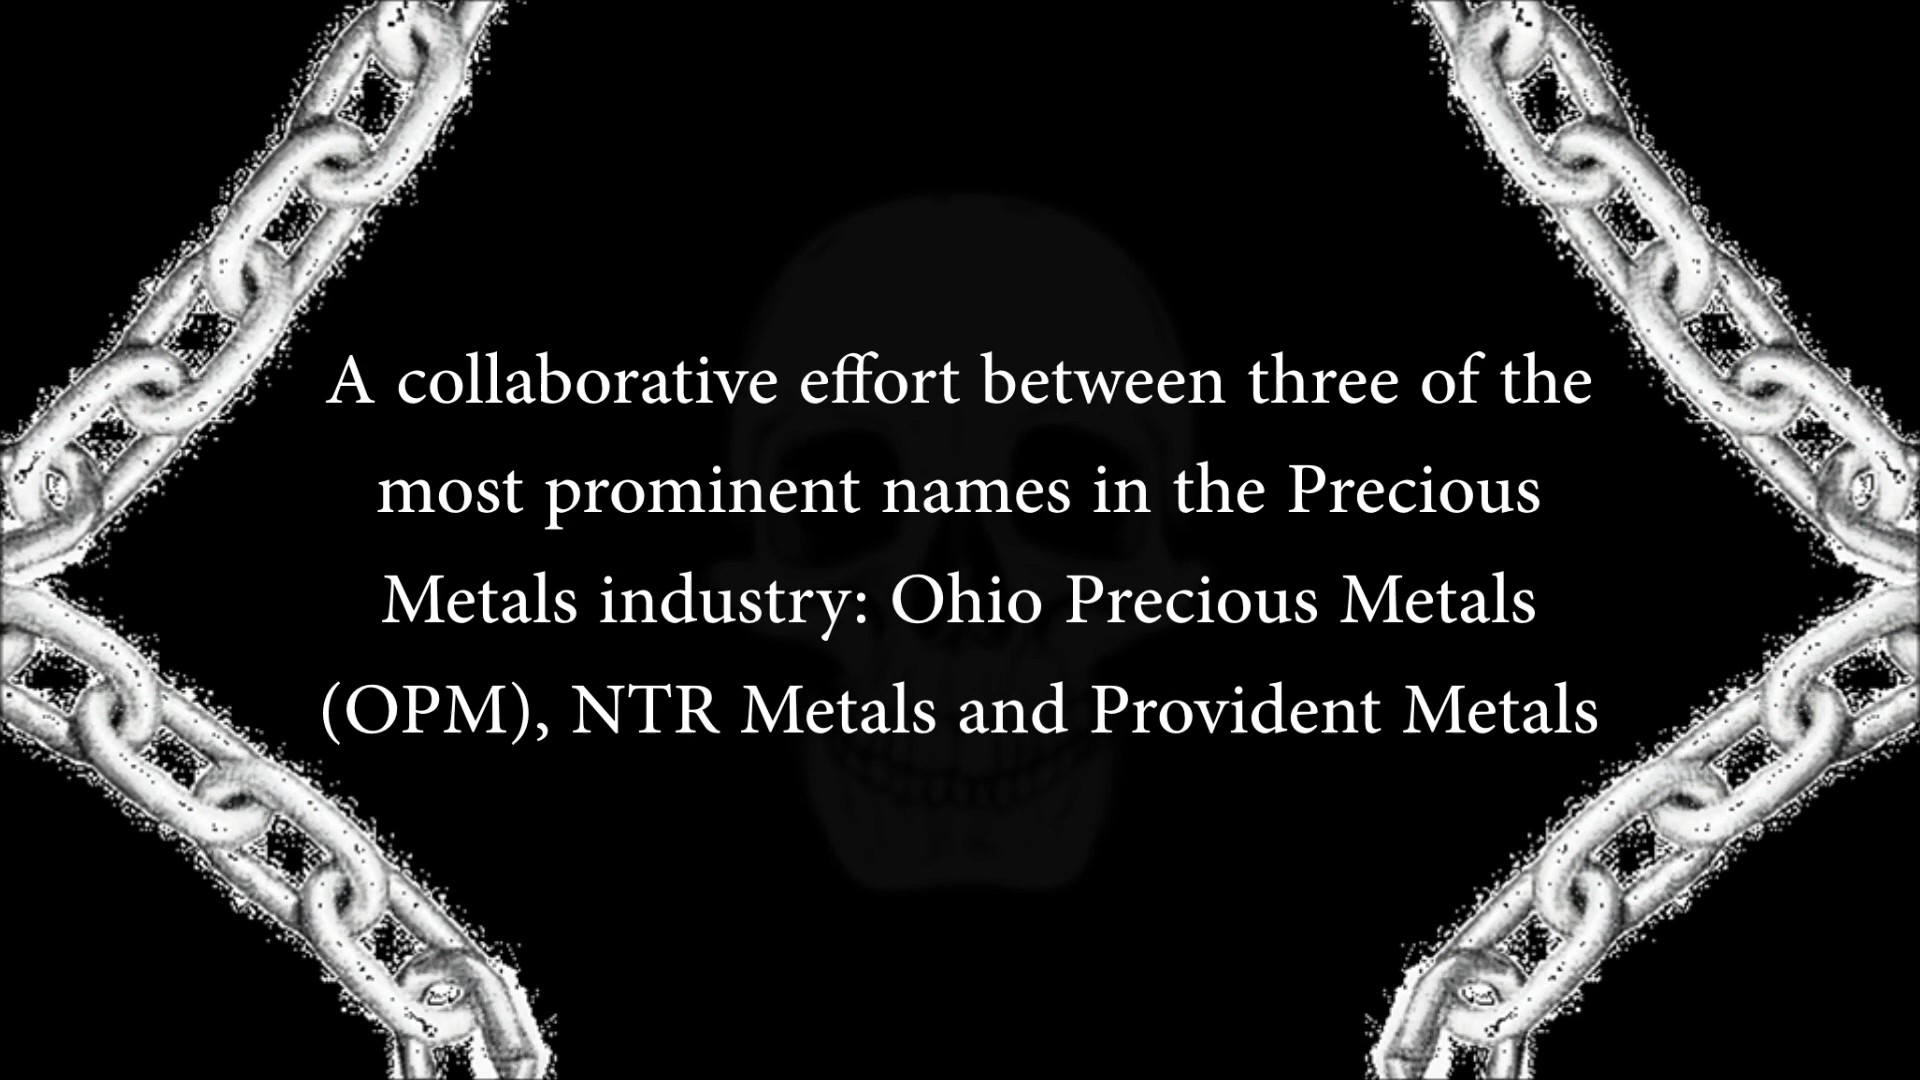 A collaborative effort between three of the
most prominent names in the Precious
Metals industry: Ohio Precious Metals
(OPM), NTR Metals and Provident Metals